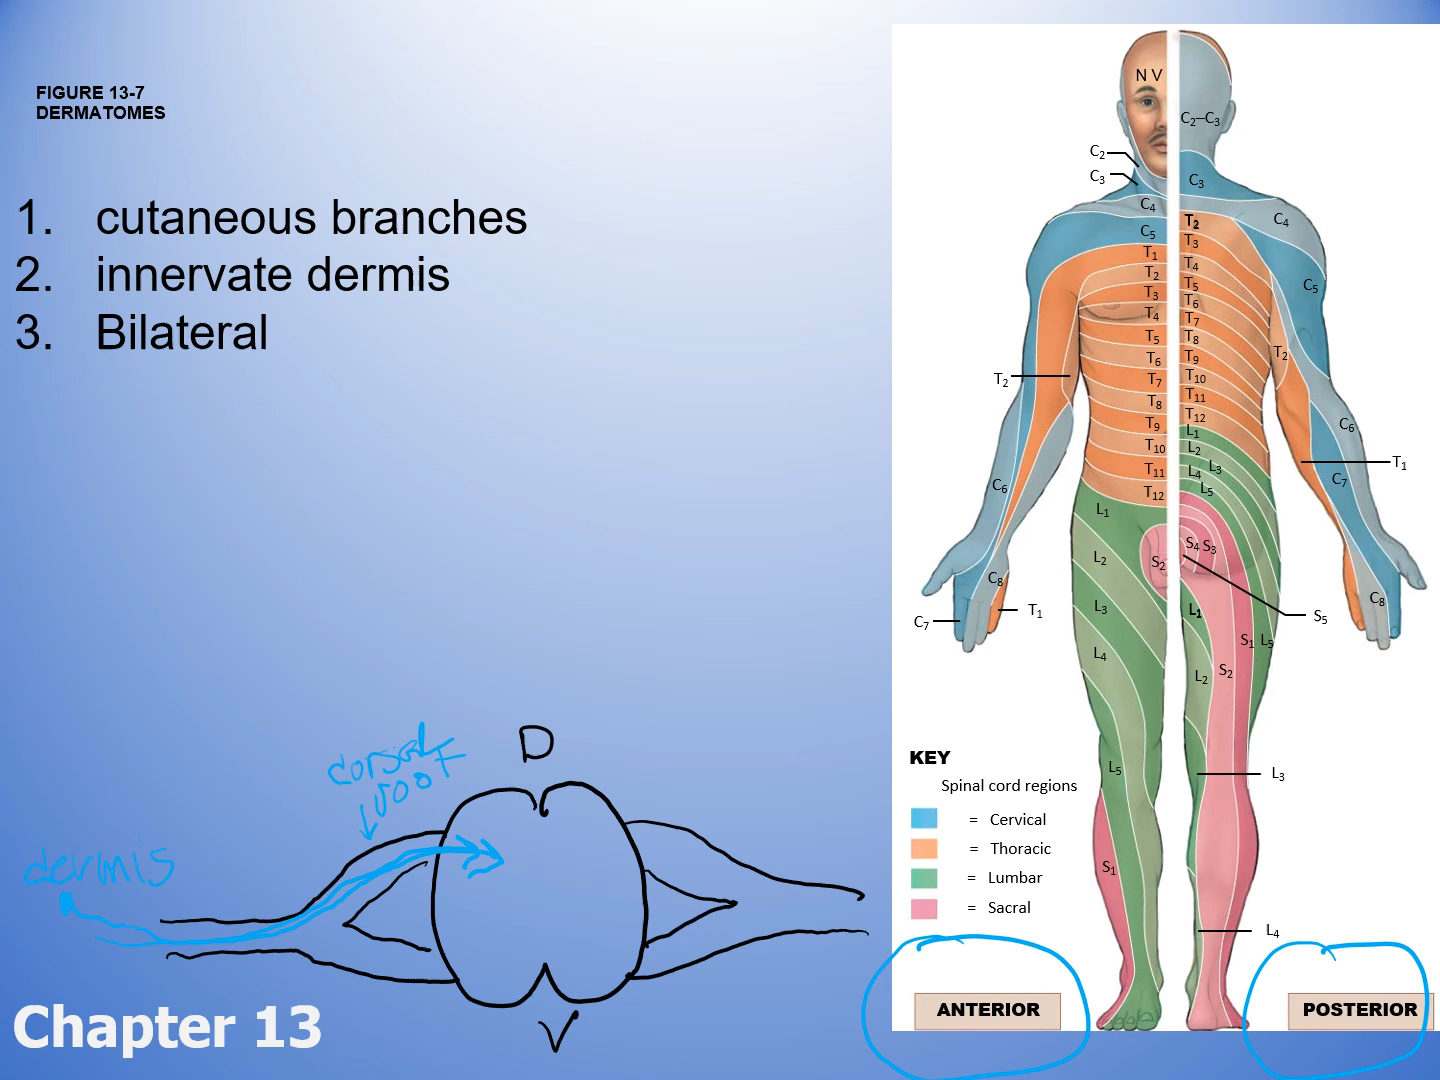 FIGURE 13-7
DERMATOMES
1. cutaneous branches
2. innervate dermis
3. Bilateral
dorsal
root
dermis
D
V
Chapter 13
N V
C2–C3
C2
C3
C3
C4
C4
C5
C5
T1
T2
T3
T4
T5
T6
T7
T8
T9
T10
T11
T12
T2
T3
T4
T5
T6
T7
T8
T9
T10
T11
T12
L1
L2
L3
L4
L5
T2
T2
C6
C6
T1
C7
L1
L2
S2
S4 S3
L3
C8
C8
T1
C7
L1
S5
L4
S1 L5
L2 S2
L5
L3
S1
L4
KEY
Spinal cord regions
= Cervical
= Thoracic
= Lumbar
= Sacral
ANTERIOR
POSTERIOR